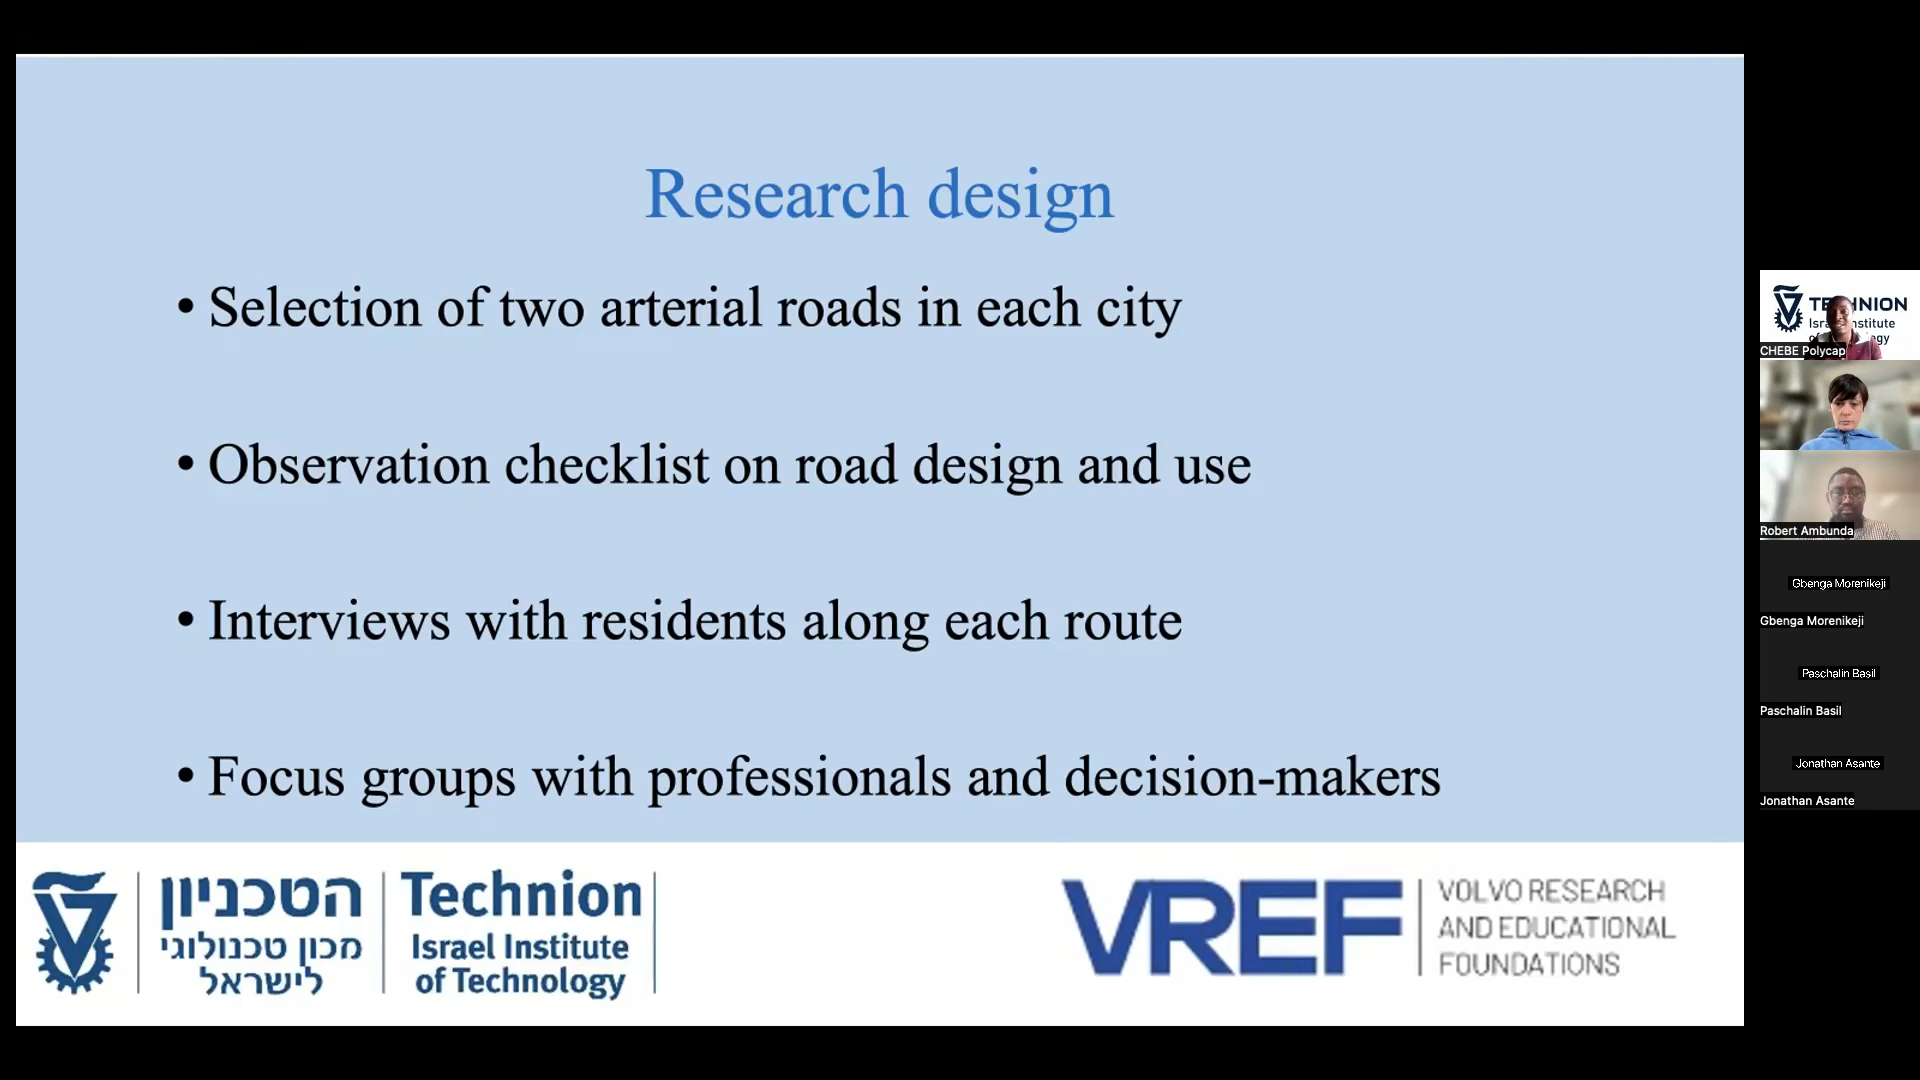 Research design
• Selection of two arterial roads in each city
• Observation checklist on road design and use
• Interviews with residents along each route
• Focus groups with professionals and decision-makers
הטכניון
מכון טכנולוגי
לישראל
Technion
Israel Institute
of Technology
VREF
VOLVO RESEARCH
AND EDUCATIONAL
FOUNDATIONS
CHEBE Polycap
Robert Ambunda
Gbenga Morenikeji
Gbenga Morenikeji
Paschalin Basil
Paschalin Basil
Jonathan Asante
Jonathan Asante